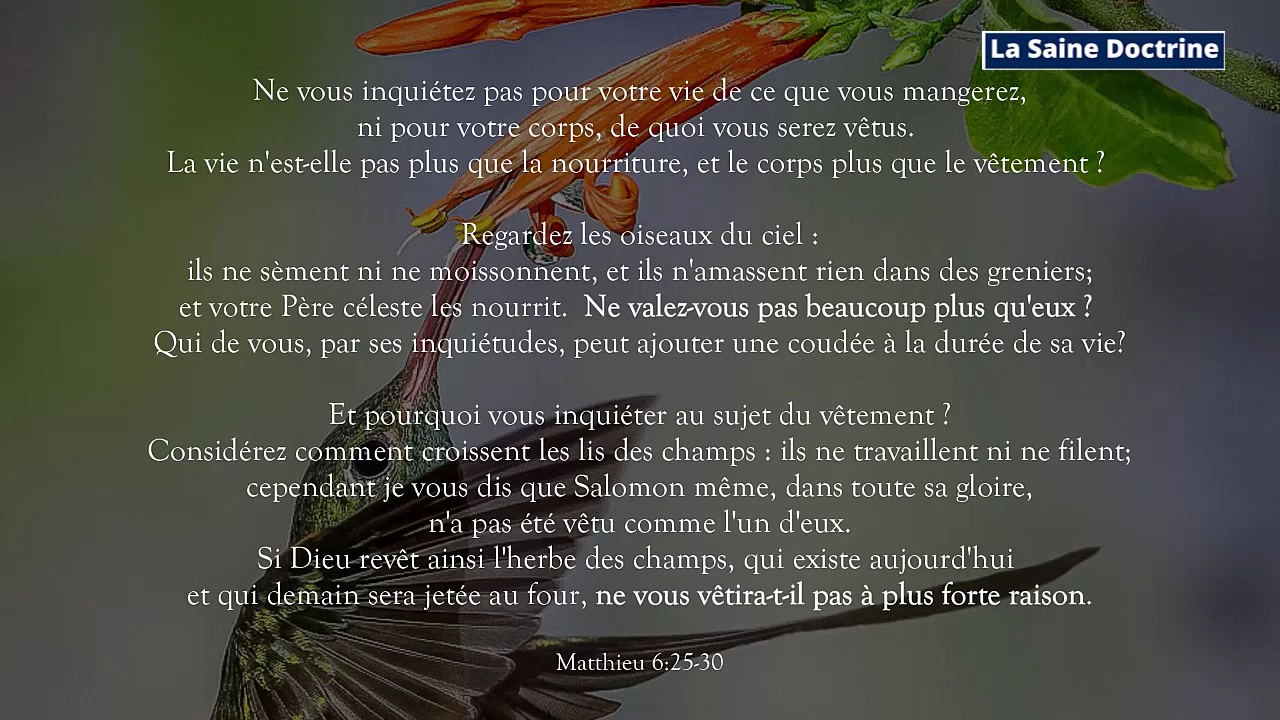 La Saine Doctrine
Ne vous inquiétez pas pour votre vie de ce que vous mangerez,
ni pour votre corps, de quoi vous serez vêtus.
La vie n'est-elle pas plus que la nourriture, et le corps plus que le vêtement ?
Regardez les oiseaux du ciel :
ils ne sèment ni ne moissonnent, et ils n'amassent rien dans des greniers;
et votre Père céleste les nourrit. Ne valez-vous pas beaucoup plus qu'eux ?
Qui de vous, par ses inquiétudes, peut ajouter une coudée à la durée de sa vie?
Et pourquoi vous inquiéter au sujet du vêtement ?
Considérez comment croissent les lis des champs : ils ne travaillent ni ne filent;
cependant je vous dis que Salomon même, dans toute sa gloire,
n'a pas été vêtu comme l'un d'eux.
Si Dieu revêt ainsi l'herbe des champs, qui existe aujourd'hui
et qui demain sera jetée au four, ne vous vêtira-t-il pas à plus forte raison.
Matthieu 6:25-30